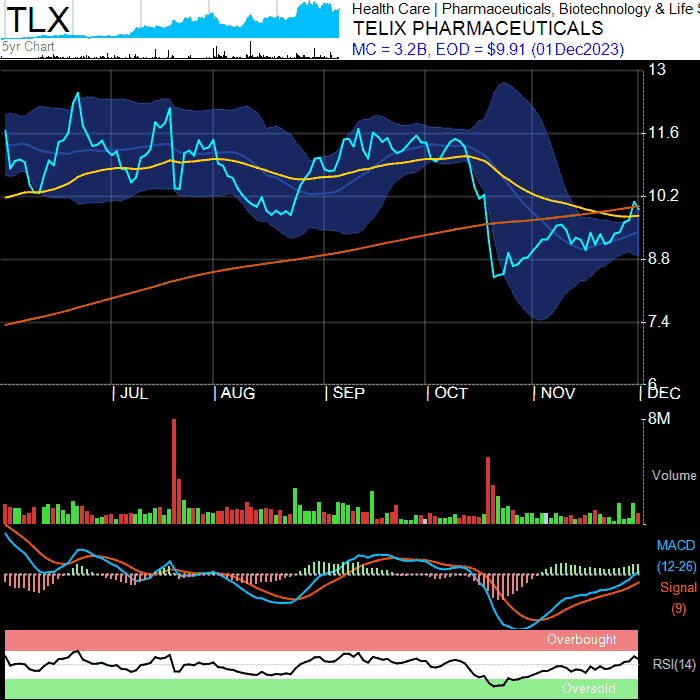 TLX
5yr Chart
Health Care | Pharmaceuticals, Biotechnology & Life S
TELIX PHARMACEUTICALS
MC = 3.2B, EOD = $9.91 (01Dec2023)
13
11.6
10.2
8.8
7.4
6
| JUL | AUG | SEP | OCT | NOV | DEC
8M
Volume
MACD
(12-26)
Signal
(9)
Overbought
RSI(14)
Oversold